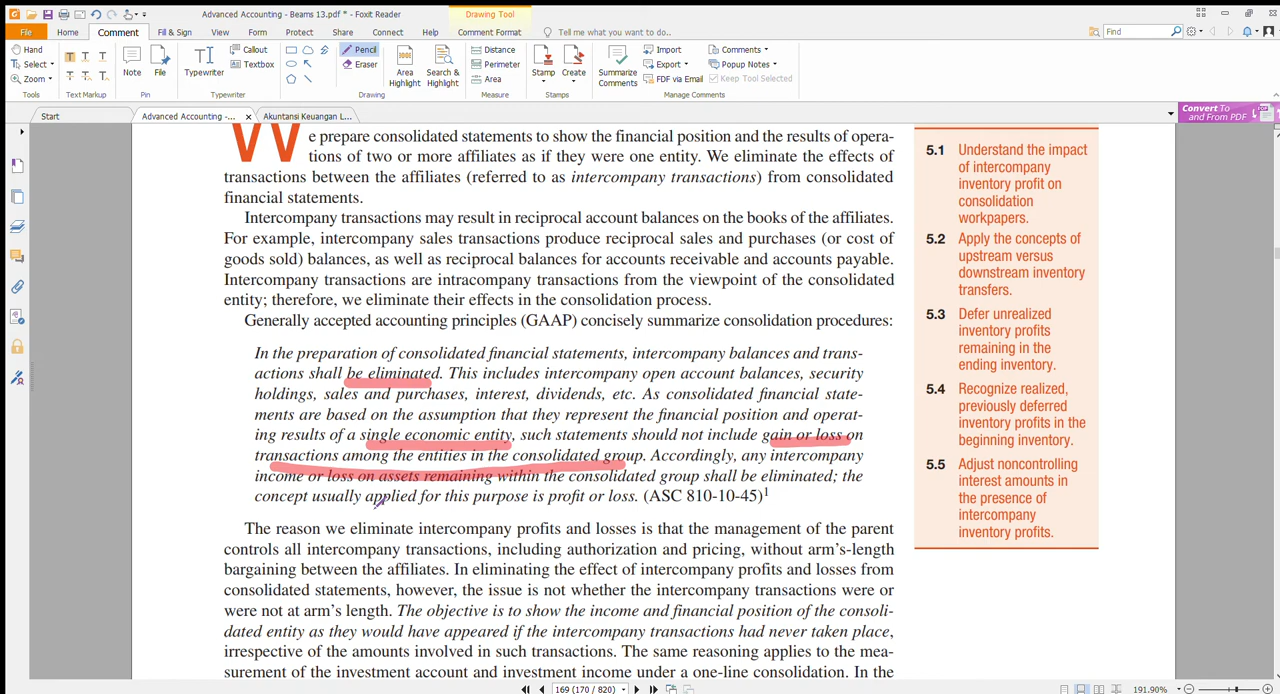 Advanced Accounting - Beams 13.pdf * - Foxit Reader
Drawing Tool
File Home Comment Fill & Sign View Form Protect Share Connect Help Comment Format Tell me what you want to do.. Find
Hand
Select
Zoom
Tools
Text Markup
Note
File
Pin
Typewriter
Callout
Textbox
Typewriter
Pencil
Eraser
Drawing
Area Highlight
Search & Highlight
Distance
Perimeter
Area
Measure
Stamp
Create
Stamps
Summarize Comments
Import
Export
FDF via Email
Comments
Popup Notes
Keep Tool Selected
Manage Comments
Start
Advanced Accounting -...
Akuntansi Keuangan L...
Convert To
and From PDF
We prepare consolidated statements to show the financial position and the results of opera-
tions of two or more affiliates as if they were one entity. We eliminate the effects of
transactions between the affiliates (referred to as intercompany transactions) from consolidated
financial statements.
Intercompany transactions may result in reciprocal account balances on the books of the affiliates.
For example, intercompany sales transactions produce reciprocal sales and purchases (or cost of
goods sold) balances, as well as reciprocal balances for accounts receivable and accounts payable.
Intercompany transactions are intracompany transactions from the viewpoint of the consolidated
entity; therefore, we eliminate their effects in the consolidation process.
Generally accepted accounting principles (GAAP) concisely summarize consolidation procedures:
In the preparation of consolidated financial statements, intercompany balances and trans-
actions shall be eliminated. This includes intercompany open account balances, security
holdings, sales and purchases, interest, dividends, etc. As consolidated financial state-
ments are based on the assumption that they represent the financial position and operat-
ing results of a single economic entity, such statements should not include gain or loss on
transactions among the entities in the consolidated group. Accordingly, any intercompany
income or loss on assets remaining within the consolidated group shall be eliminated; the
concept usually applied for this purpose is profit or loss. (ASC 810-10-45)1
The reason we eliminate intercompany profits and losses is that the management of the parent
controls all intercompany transactions, including authorization and pricing, without arm's-length
bargaining between the affiliates. In eliminating the effect of intercompany profits and losses from
consolidated statements, however, the issue is not whether the intercompany transactions were or
were not at arm's length. The objective is to show the income and financial position of the consoli-
dated entity as they would have appeared if the intercompany transactions had never taken place,
irrespective of the amounts involved in such transactions. The same reasoning applies to the mea-
surement of the investment account and investment income under a one-line consolidation. In the
5.1 Understand the impact
of intercompany
inventory profit on
consolidation
workpapers.
5.2 Apply the concepts of
upstream versus
downstream inventory
transfers.
5.3 Defer unrealized
inventory profits
remaining in the
ending inventory.
5.4 Recognize realized,
previously deferred
inventory profits in the
beginning inventory.
5.5 Adjust noncontrolling
interest amounts in
the presence of
intercompany
inventory profits.
169 (170 / 820)
191.90%